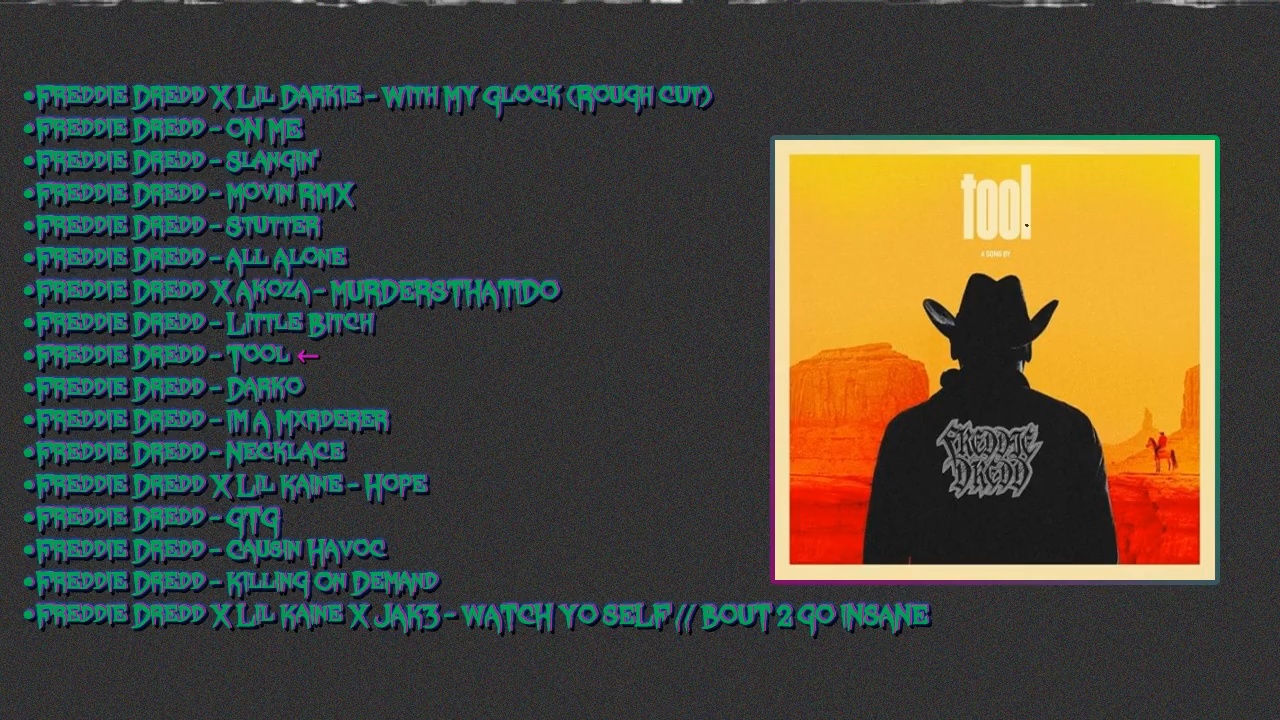 •Freddie Dredd X Lil Darkie - With My Glock (Rough Cut)
•Freddie Dredd - ON ME
•Freddie Dredd - Slangin'
•Freddie Dredd - Movin RMX
•Freddie Dredd - Stutter
•Freddie Dredd - All Alone
•Freddie Dredd X Akoza - MURDERSTHATIDO
•Freddie Dredd - Little Bitch
•Freddie Dredd - Tool ←
•Freddie Dredd - Darko
•Freddie Dredd - Im A Mxrderer
•Freddie Dredd - Necklace
•Freddie Dredd X Lil Kaine - Hope
•Freddie Dredd - GTG
•Freddie Dredd - Causin Havoc
•Freddie Dredd - Killing on Demand
•Freddie Dredd X Lil Kaine X JAK3 - WATCH YO SELF // BOUT 2 GO INSANE
tool
A SONG BY
FREDDIE
DREDD